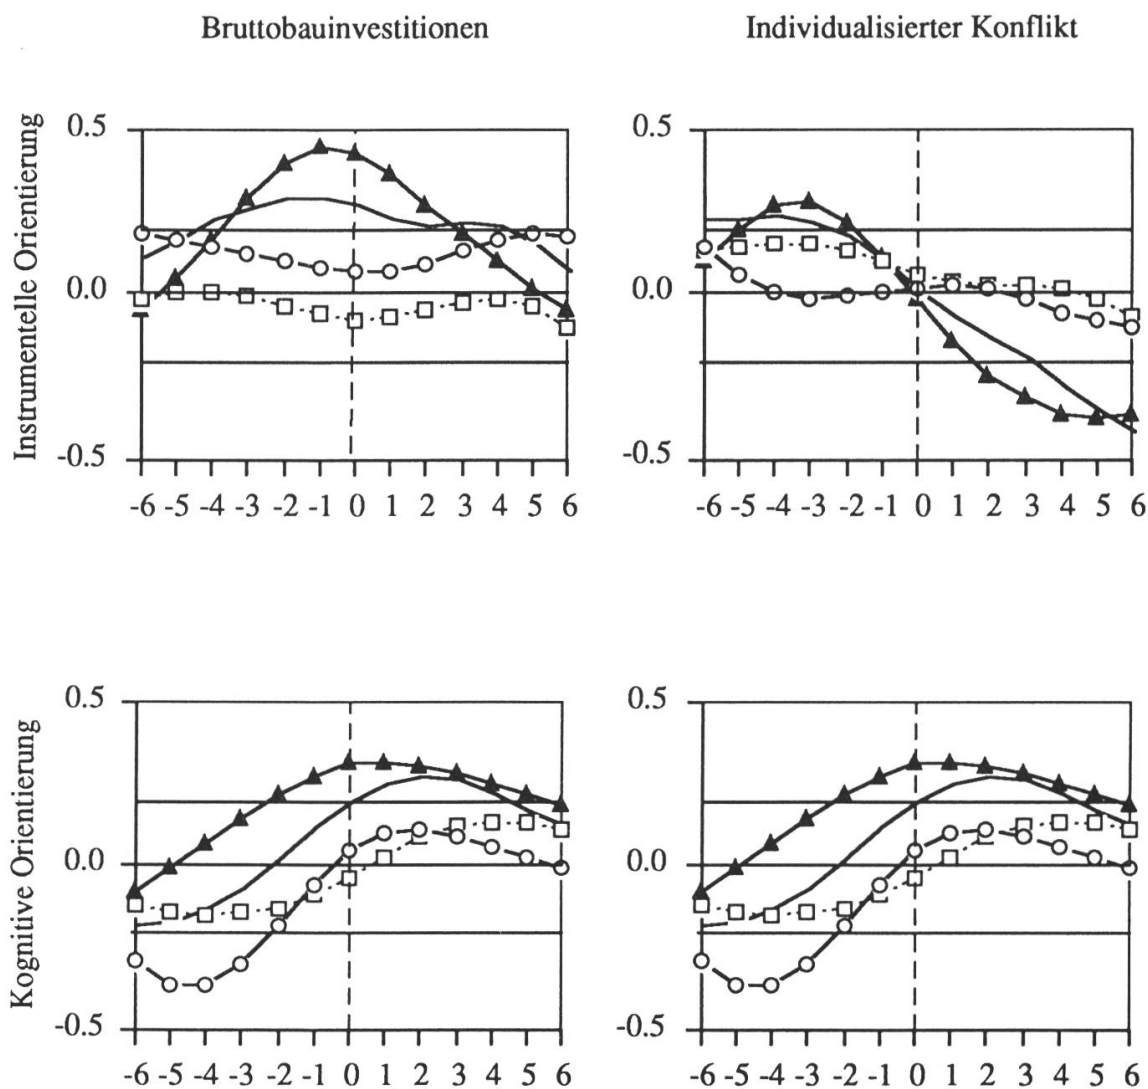 Bruttobauinvestitionen
Individualisierter Konflikt
Instrumentelle Orientierung
0.5
0.0
-0.5
-6 -5 -4 -3 -2 -1 0 1 2 3 4 5 6
0.5
0.0
-0.5
-6 -5 -4 -3 -2 -1 0 1 2 3 4 5 6
Kognitive Orientierung
0.5
0.0
-0.5
-6 -5 -4 -3 -2 -1 0 1 2 3 4 5 6
0.5
0.0
-0.5
-6 -5 -4 -3 -2 -1 0 1 2 3 4 5 6